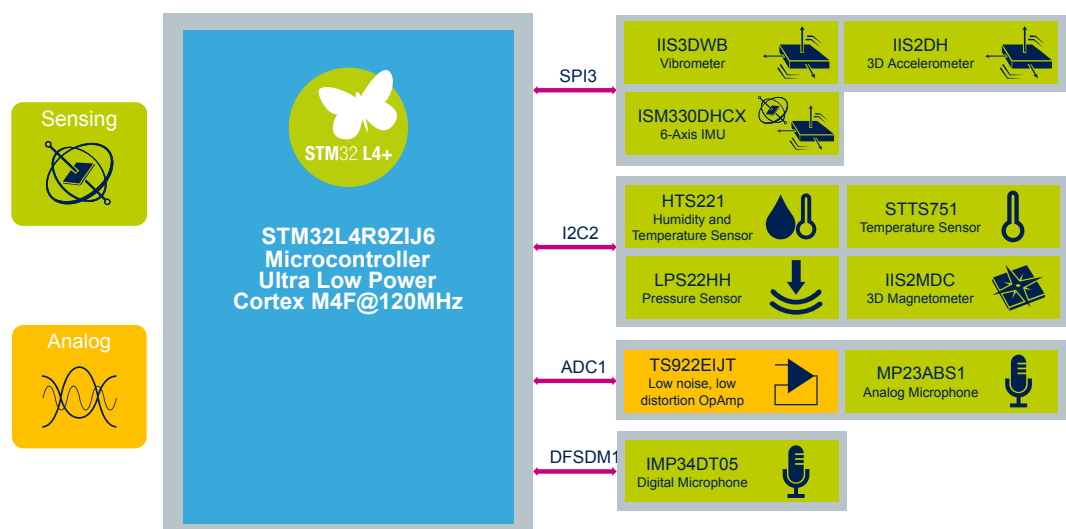 Sensing
Analog
STM32 L4+
STM32L4R9ZIJ6
Microcontroller
Ultra Low Power
Cortex M4F@120MHz
SPI3
IIS3DWB
Vibrometer
IIS2DH
3D Accelerometer
ISM330DHCX
6-Axis IMU
I2C2
HTS221
Humidity and
Temperature Sensor
STTS751
Temperature Sensor
LPS22HH
Pressure Sensor
IIS2MDC
3D Magnetometer
ADC1
TS922EIJT
Low noise, low
distortion OpAmp
MP23ABS1
Analog Microphone
DFSDM1
IMP34DT05
Digital Microphone